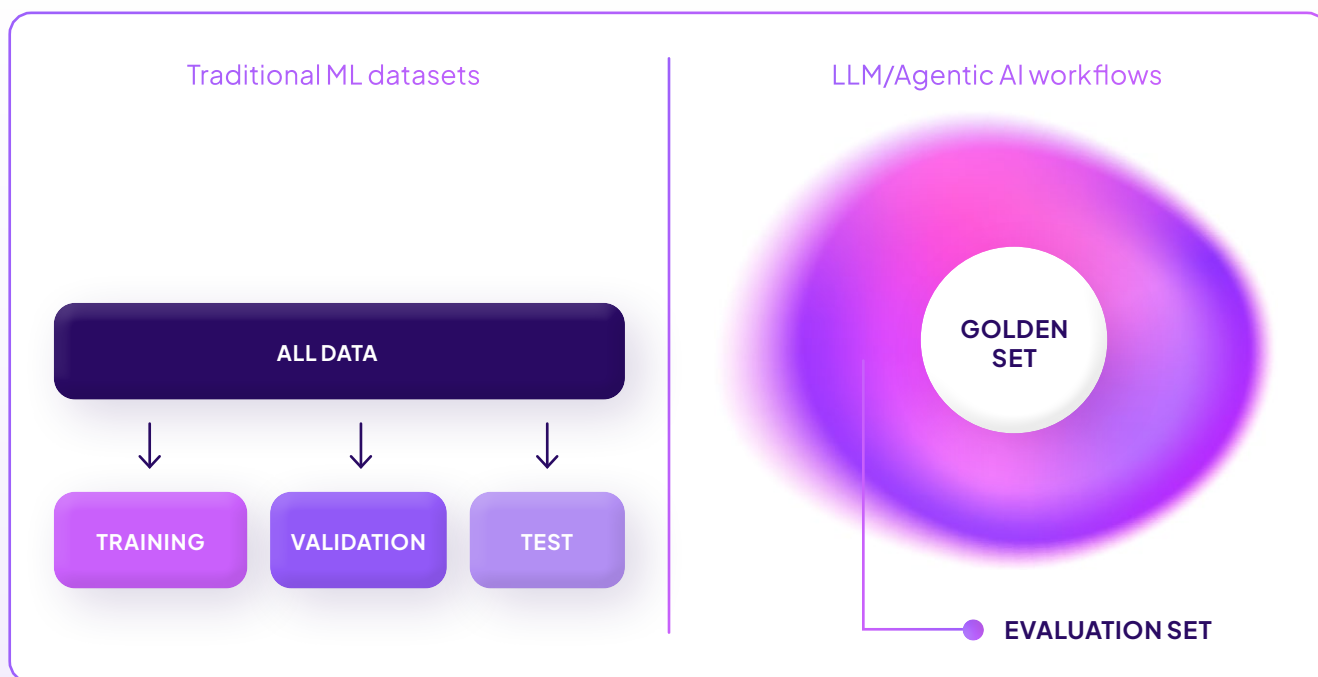 Traditional ML datasets
ALL DATA
TRAINING
VALIDATION
TEST
LLM/Agentic AI workflows
GOLDEN
SET
EVALUATION SET